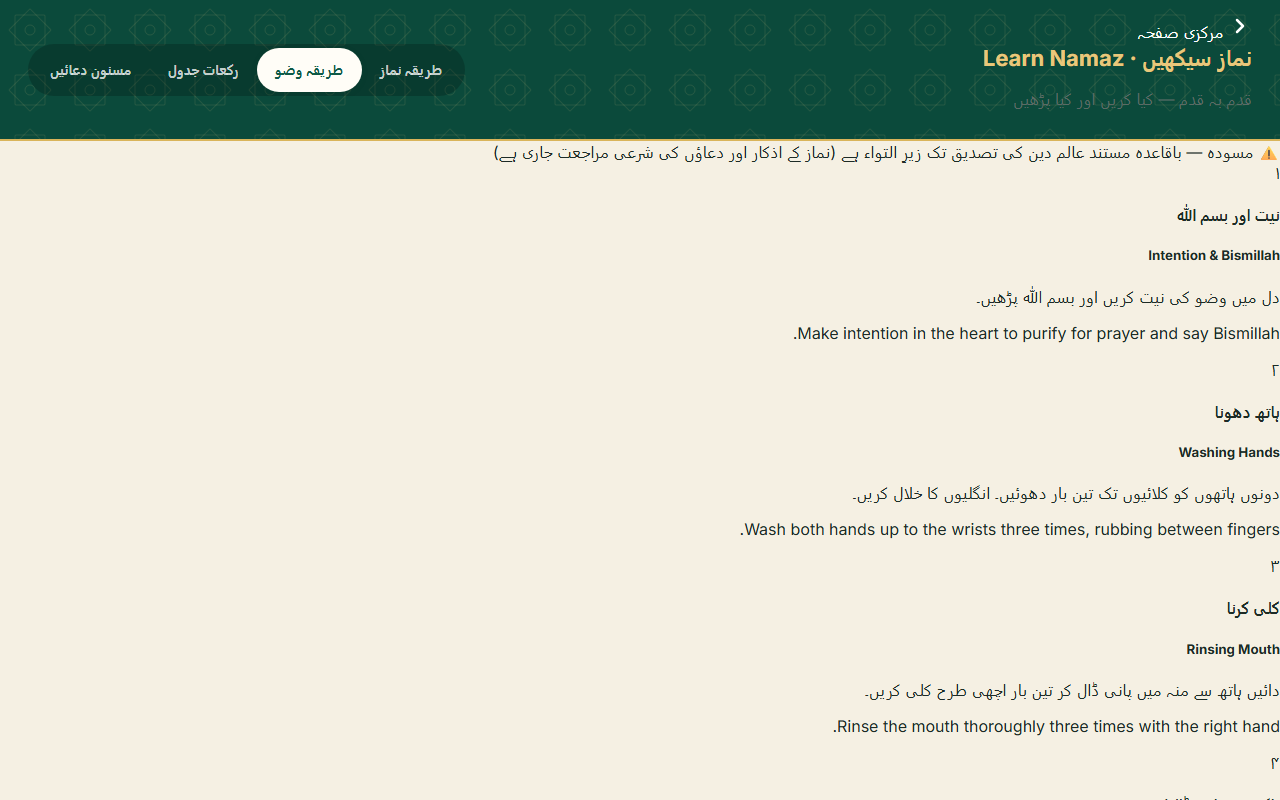 مرکزی صفحہ
نماز سیکھیں · Learn Namaz
قدم بہ قدم — کیا کریں اور کیا پڑھیں
طریقہ نماز
طریقہ وضو
رکعات جدول
مسنون دعائیں
⚠️ مسودہ — باقاعدہ مستند عالم دین کی تصدیق تک زیرِ التواء ہے (نماز کے اذکار اور دعاؤں کی شرعی مراجعت جاری ہے)
۱
نیت اور بسم اللہ
Intention & Bismillah
دل میں وضو کی نیت کریں اور بسم اللہ پڑھیں۔
Make intention in the heart to purify for prayer and say Bismillah.
۲
ہاتھ دھونا
Washing Hands
دونوں ہاتھوں کو کلائیوں تک تین بار دھوئیں۔ انگلیوں کا خلال کریں۔
Wash both hands up to the wrists three times, rubbing between fingers.
۳
کلی کرنا
Rinsing Mouth
دائیں ہاتھ سے منہ میں پانی ڈال کر تین بار اچھی طرح کلی کریں۔
Rinse the mouth thoroughly three times with the right hand.
۴